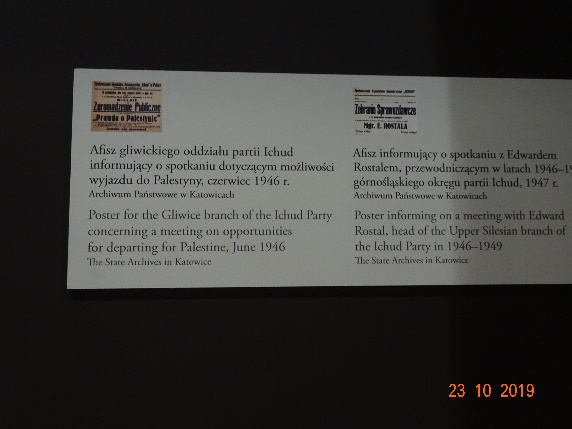 WIELKIE
Zgromadzenie Publiczne
„Prawda o Palestynie"
Afisz gliwickiego oddziału partii Ichud
informujący o spotkaniu dotyczącym możliwości
wyjazdu do Palestyny, czerwiec 1946 r.
Archiwum Państwowe w Katowicach
Poster for the Gliwice branch of the Ichud Party
concerning a meeting on opportunities
for departing for Palestine, June 1946
The State Archives in Katowice
Zebranie Sprawozdawcze
Mgr. E. ROSTALA
Afisz informujący o spotkaniu z Edwardem
Rostalem, przewodniczącym w latach 1946–1
górnośląskiego okręgu partii Ichud, 1947 r.
Archiwum Państwowe w Katowicach
Poster informing on a meeting with Edward
Rostal, head of the Upper Silesian branch of
the Ichud Party in 1946–1949
The State Archives in Katowice
23 10 2019